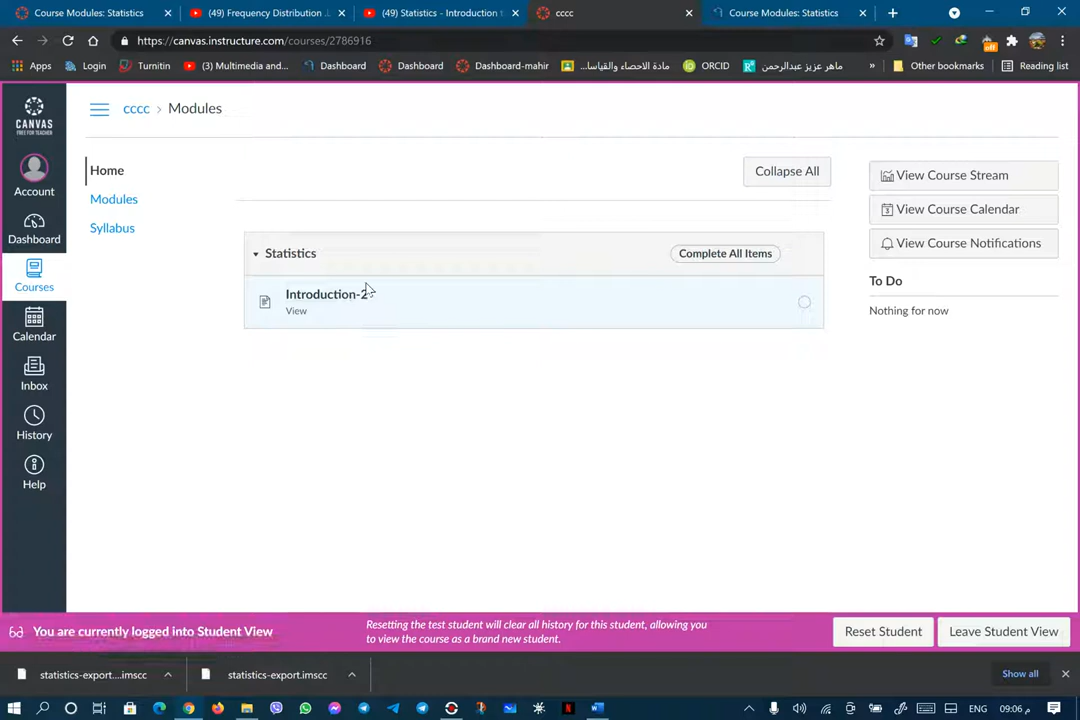 Course Modules: Statistics
(49) Frequency Distribution
(49) Statistics - Introduction
cccc
Course Modules: Statistics
https://canvas.instructure.com/courses/2786916
Apps
Login
Turnitin
(3) Multimedia and...
Dashboard
Dashboard
Dashboard-mahir
مادة الاحصاء والقياسا...
ORCID
ماهر عزيز عبدالرحمن
»
Other bookmarks
Reading list
off
CANVAS
FREE FOR TEACHER
Account
Dashboard
Courses
Calendar
Inbox
History
Help
cccc > Modules
Home
Modules
Syllabus
Collapse All
Statistics
Complete All Items
Introduction-2
View
View Course Stream
View Course Calendar
View Course Notifications
To Do
Nothing for now
You are currently logged into Student View
Resetting the test student will clear all history for this student, allowing you
to view the course as a brand new student.
Reset Student
Leave Student View
statistics-export....imscc
statistics-export.imscc
Show all
ENG
09:06 م